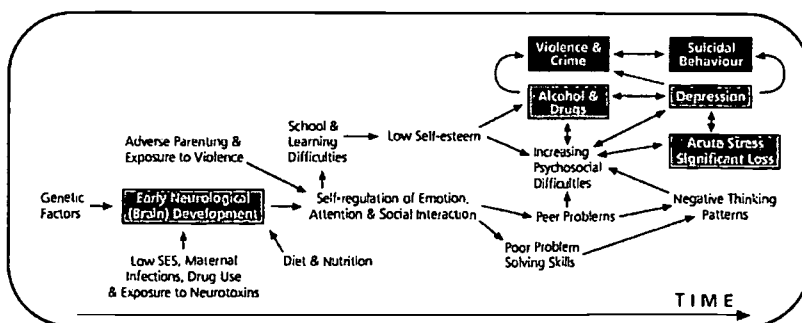 Violence &
Crime
Suicidal
Behaviour
Alcohol &
Drugs
Depression
School &
Learning
Difficulties
Low Self-esteem
Adverse Parenting &
Exposure to Violence
Increasing
Psychosocial
Difficulties
Acute Stress
Significant Loss
Genetic
Factors
Early Neurological
(Brain) Development
Self-regulation of Emotion,
Attention & Social Interaction
Peer Problems
Negative Thinking
Patterns
Low SES, Maternal
Infections, Drug Use
& Exposure to Neurotoxins
Diet & Nutrition
Poor Problem
Solving Skills
TIME